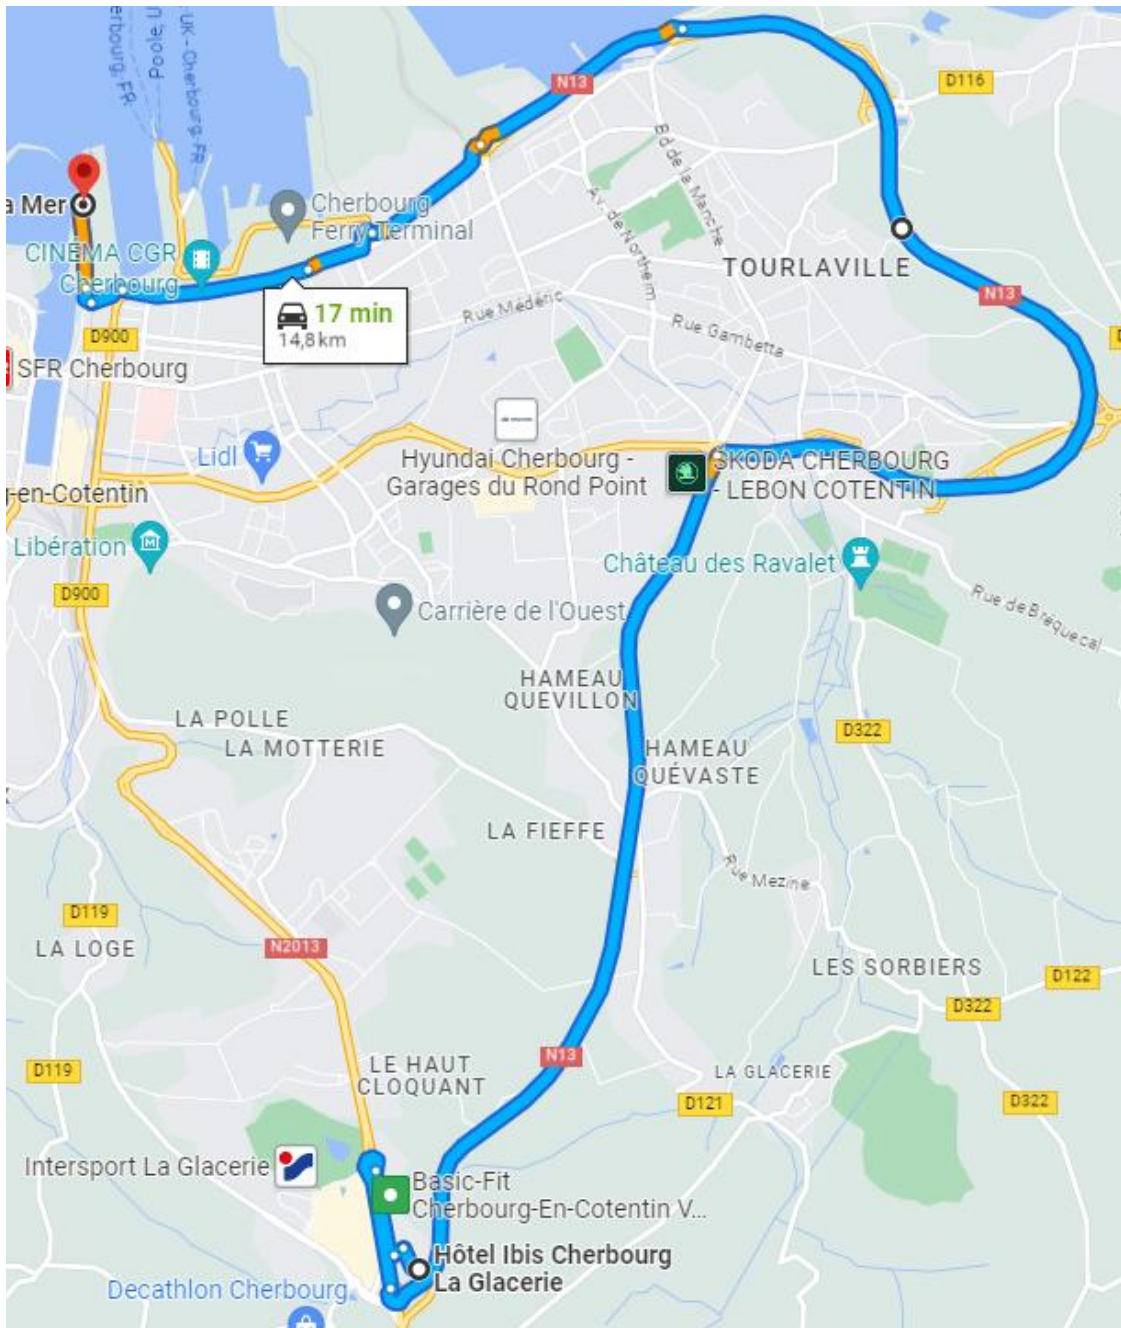 -UK - Cherbourg, FR
Poole, U
erbourg, FR
N13
D116
Bd de la Manche
a Mer
Cherbourg
Ferry Terminal
Av. de Northeim
CINÉMA CGR
Cherbourg
TOURLAVILLE
N13
17 min
14,8 km
Rue Médéric
Rue Gambetta
D900
SFR Cherbourg
Lidl
Hyundai Cherbourg -
Garages du Rond Point
SKODA CHERBOURG
- LEBON COTENTIN
g-en-Cotentin
Libération
Château des Ravalet
D900
Carrière de l'Ouest
Rue de Bréquecal
HAMEAU
QUEVILLON
LA POLLE
LA MOTTERIE
D322
HAMEAU
QUÉVASTE
LA FIEFFE
Rue Mezine
D119
LA LOGE
N2013
LES SORBIERS
D122
D322
N13
D119
LE HAUT
CLOQUANT
LA GLACERIE
D121
D322
Intersport La Glacerie
Basic-Fit
Cherbourg-En-Cotentin V...
Hôtel Ibis Cherbourg
La Glacerie
Decathlon Cherbourg